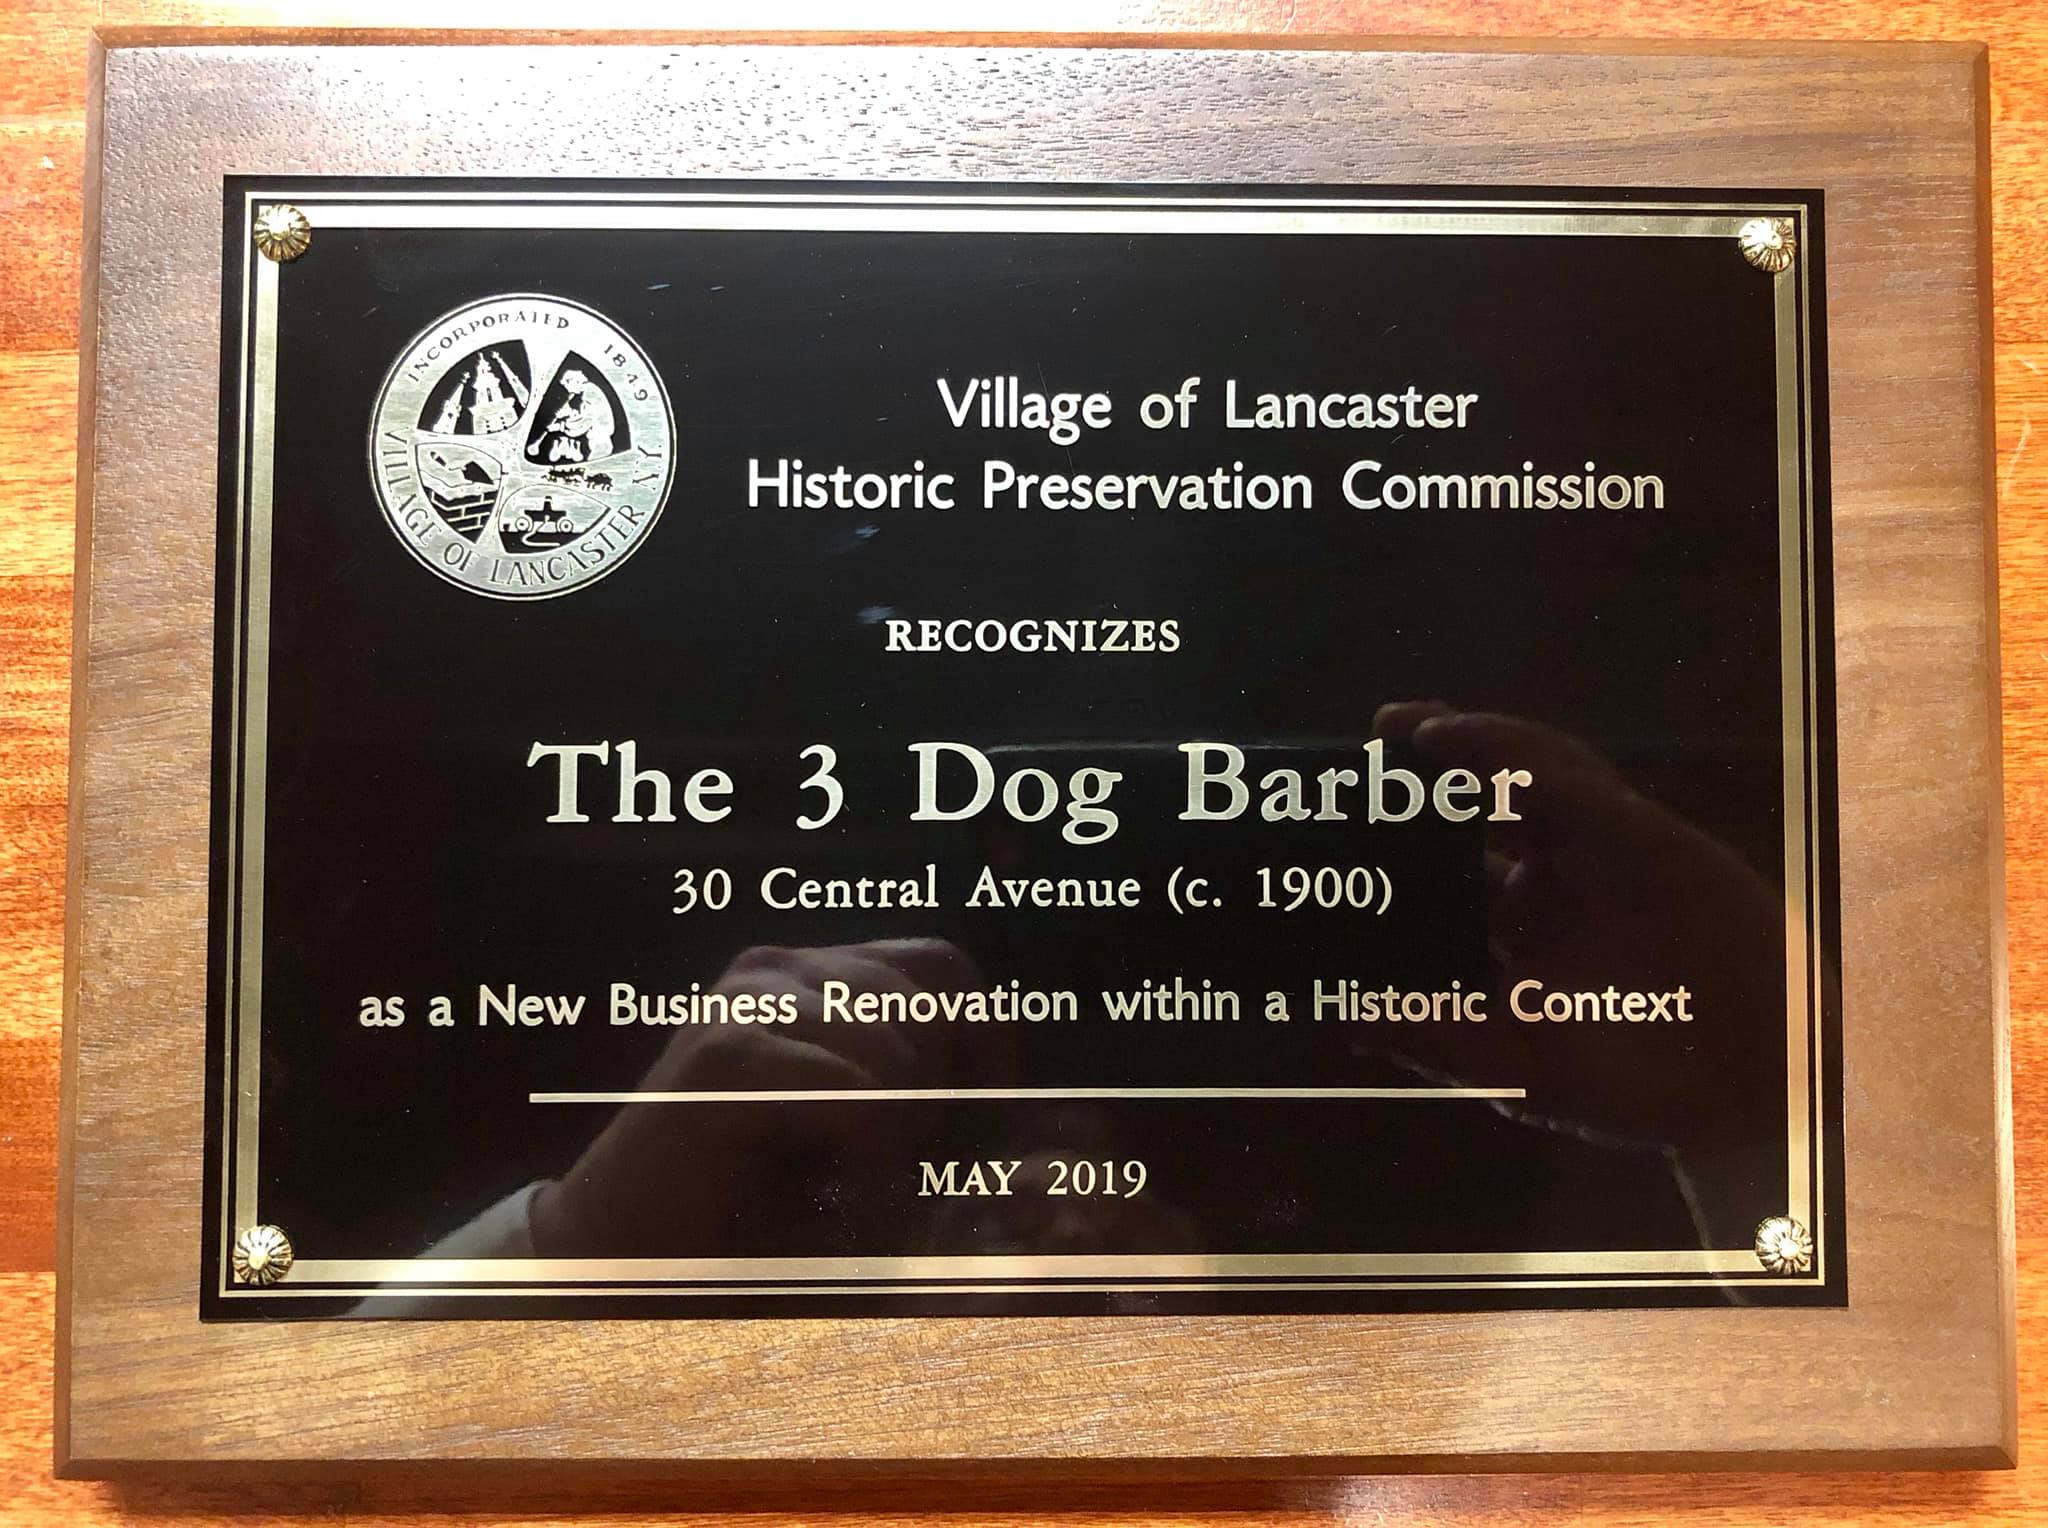 INCORPORATED 1849
VILLAGE OF LANCASTER N.Y.
Village of Lancaster
Historic Preservation Commission
RECOGNIZES
The 3 Dog Barber
30 Central Avenue (c. 1900)
as a New Business Renovation within a Historic Context
MAY 2019